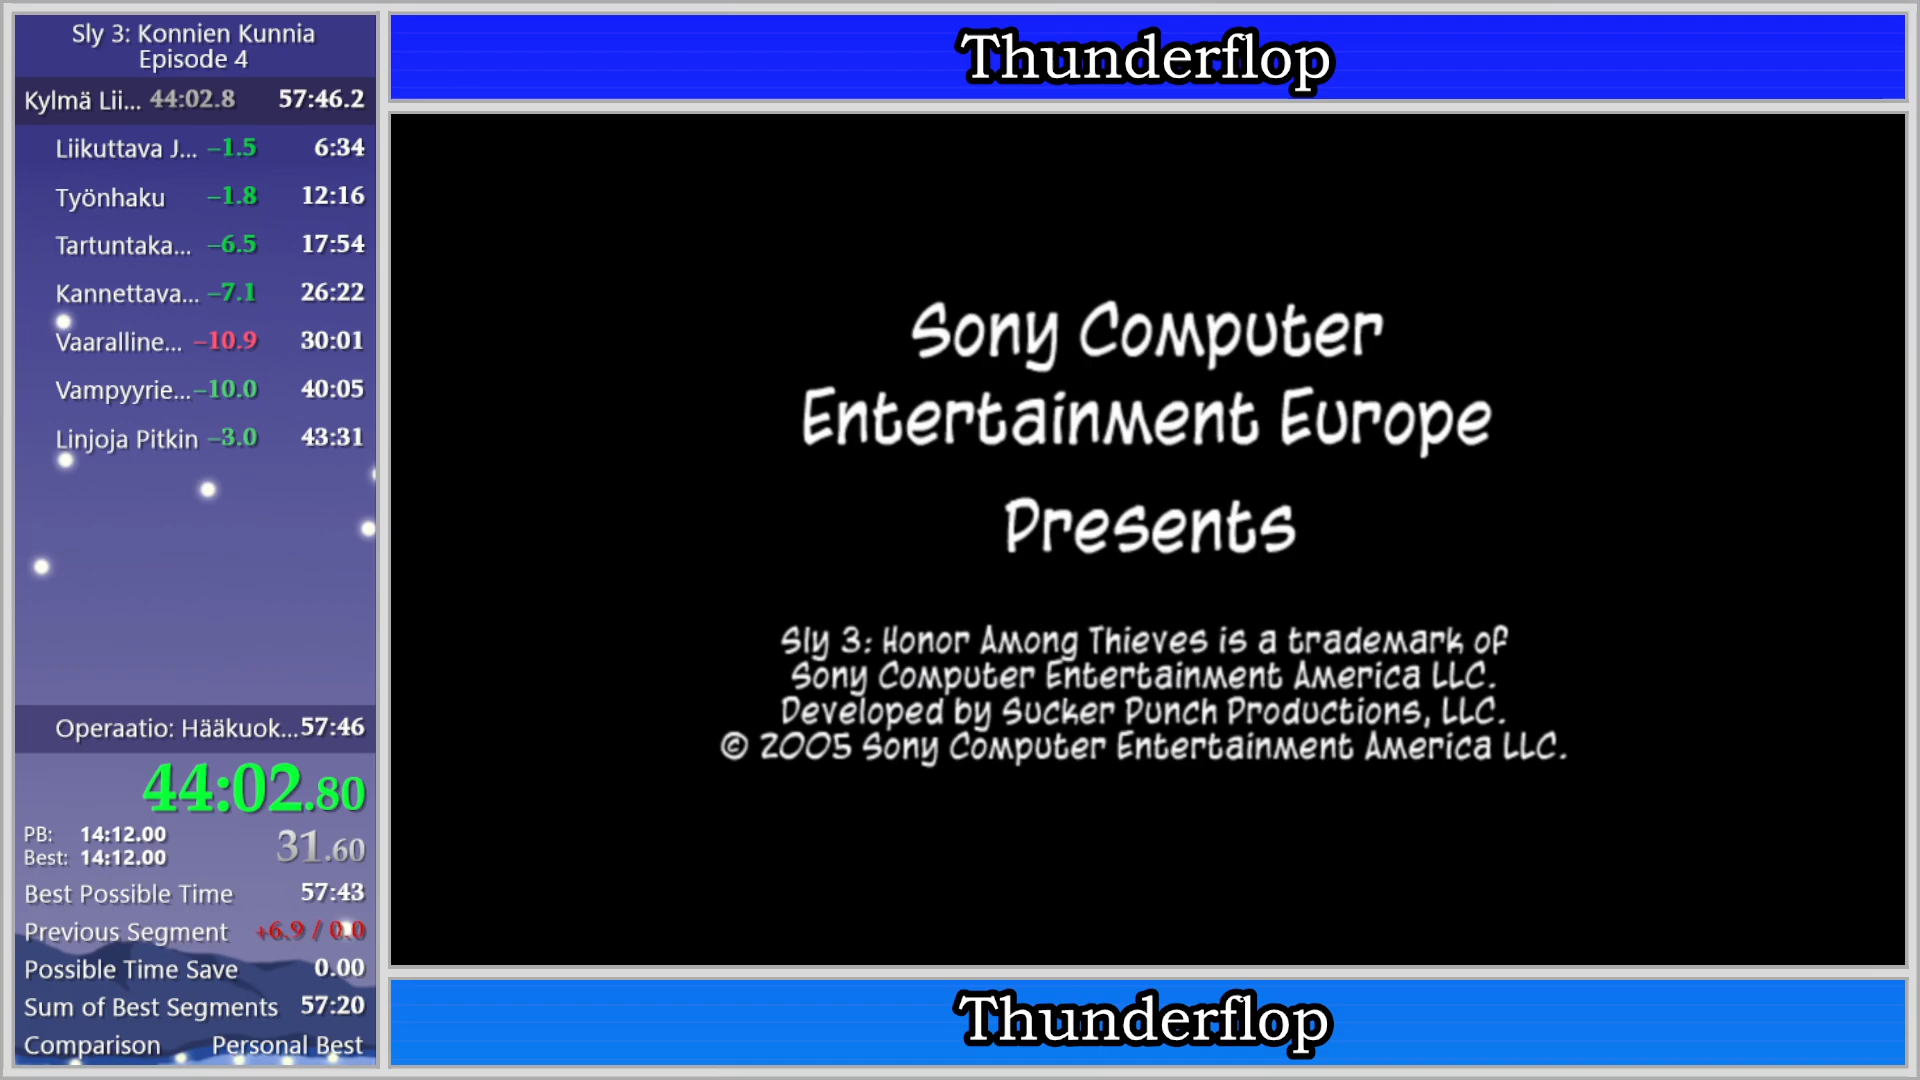 Sly 3: Konnien Kunnia
Episode 4
Kylmä Lii... 44:02.8 57:46.2
Liikuttava J... −1.5 6:34
Työnhaku −1.8 12:16
Tartuntaka... −6.5 17:54
Kannettava... −7.1 26:22
Vaaralline... −10.9 30:01
Vampyyrie... −10.0 40:05
Linjoja Pitkin −3.0 43:31
Operaatio: Hääkuok... 57:46
44:02.80
PB: 14:12.00
Best: 14:12.00
31.60
Best Possible Time 57:43
Previous Segment +6.9 / 0.0
Possible Time Save 0.00
Sum of Best Segments 57:20
Comparison Personal Best
Thunderflop
Sony Computer
Entertainment Europe
Presents
Sly 3: Honor Among Thieves is a trademark of
Sony Computer Entertainment America LLC.
Developed by Sucker Punch Productions, LLC.
© 2005 Sony Computer Entertainment America LLC.
Thunderflop